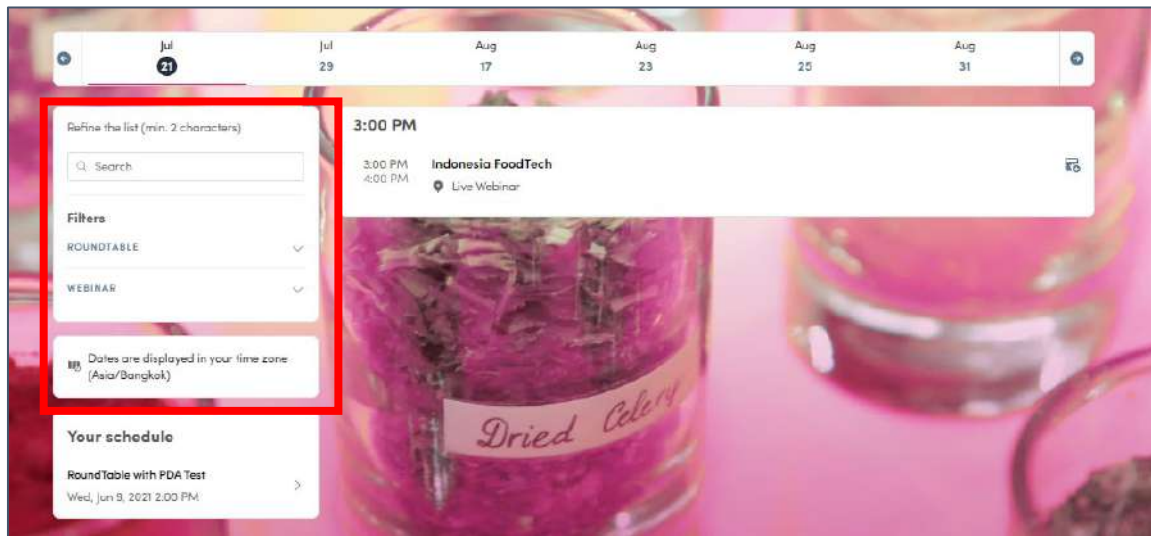 Jul
21
Jul
29
Aug
17
Aug
23
Aug
25
Aug
31
Refine the list (min. 2 characters)
Search
Filters
ROUNDTABLE
WEBINAR
Dates are displayed in your time zone
(Asia/Bangkok)
Your schedule
RoundTable with PDA Test
Wed, Jun 9, 2021 2:00 PM
3:00 PM
3:00 PM
4:00 PM
Indonesia FoodTech
Live Webinar
Dried Celery